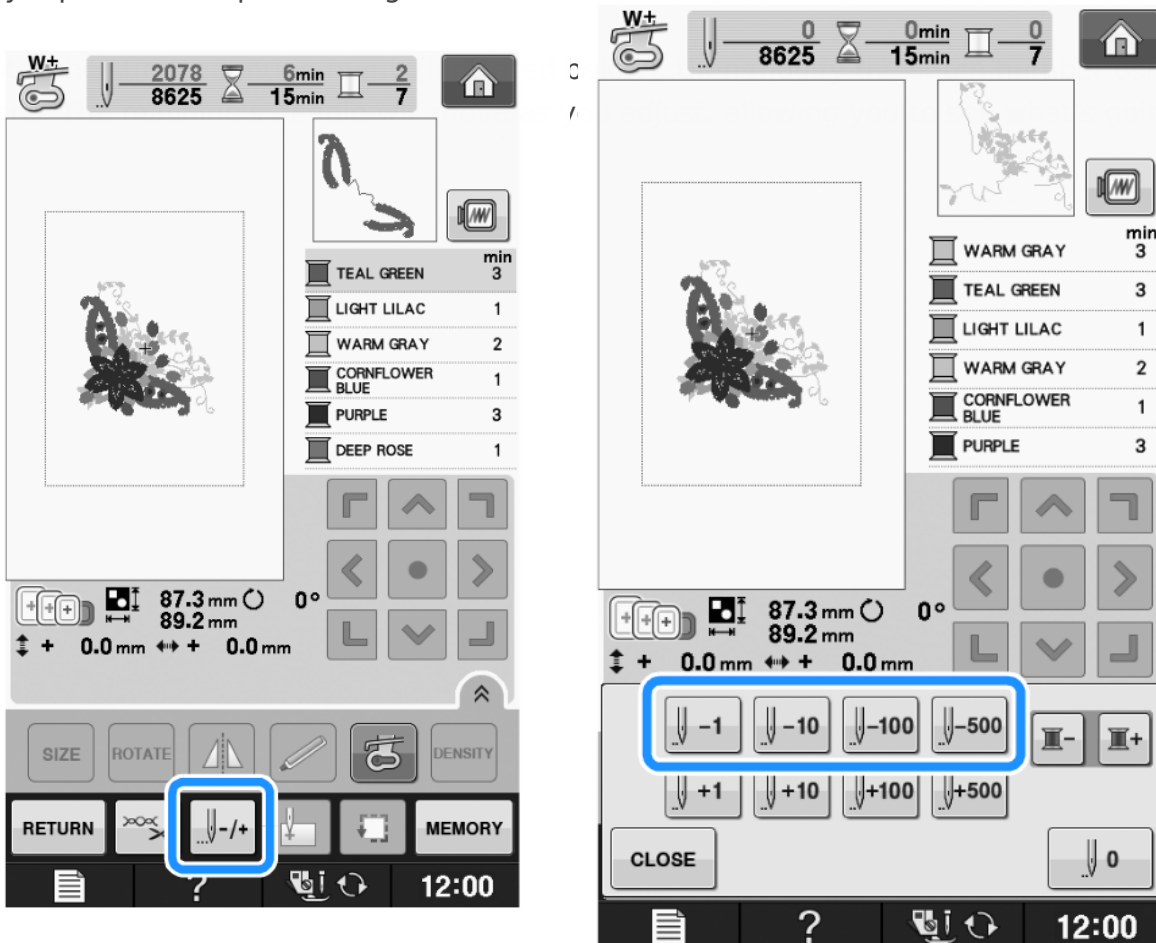 W+
2078
8625
6min
15min
2
7
min
TEAL GREEN 3
LIGHT LILAC 1
WARM GRAY 2
CORNFLOWER
BLUE 1
PURPLE 3
DEEP ROSE 1
87.3 mm 0°
89.2 mm
+ 0.0 mm + 0.0 mm
SIZE ROTATE DENSITY
RETURN -/+ MEMORY
? 12:00
W+
0
8625
0min
15min
0
7
min
WARM GRAY 3
TEAL GREEN 3
LIGHT LILAC 1
WARM GRAY 2
CORNFLOWER
BLUE 1
PURPLE 3
87.3 mm 0°
89.2 mm
+ 0.0 mm + 0.0 mm
-1 -10 -100 -500 - +
+1 +10 +100 +500
CLOSE 0
? 12:00